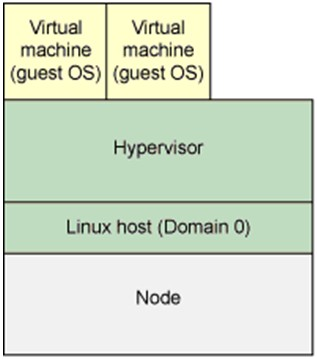 Virtual
machine
(guest OS)
Virtual
machine
(guest OS)
Hypervisor
Linux host (Domain 0)
Node